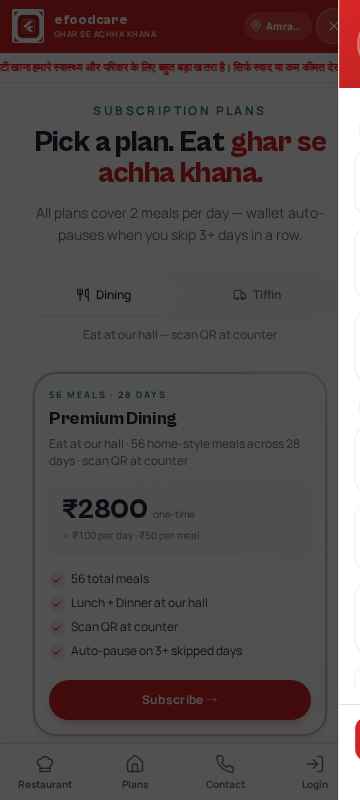 efoodcare
GHAR SE ACHHA KHANA
Amra...
खाना हमारे स्वास्थ्य और परिवार के लिए बहुत बड़ा खतरा है । सिर्फ स्वाद या कम कीमत
SUBSCRIPTION PLANS
Pick a plan. Eat ghar se
achha khana.
All plans cover 2 meals per day — wallet auto-
pauses when you skip 3+ days in a row.
Dining
Tiffin
Eat at our hall — scan QR at counter
56 MEALS · 28 DAYS
Premium Dining
Eat at our hall · 56 home-style meals across 28
days · scan QR at counter
₹2800 one-time
≈ ₹100 per day · ₹50 per meal
56 total meals
Lunch + Dinner at our hall
Scan QR at counter
Auto-pause on 3+ skipped days
Subscribe →
Restaurant
Plans
Contact
Login